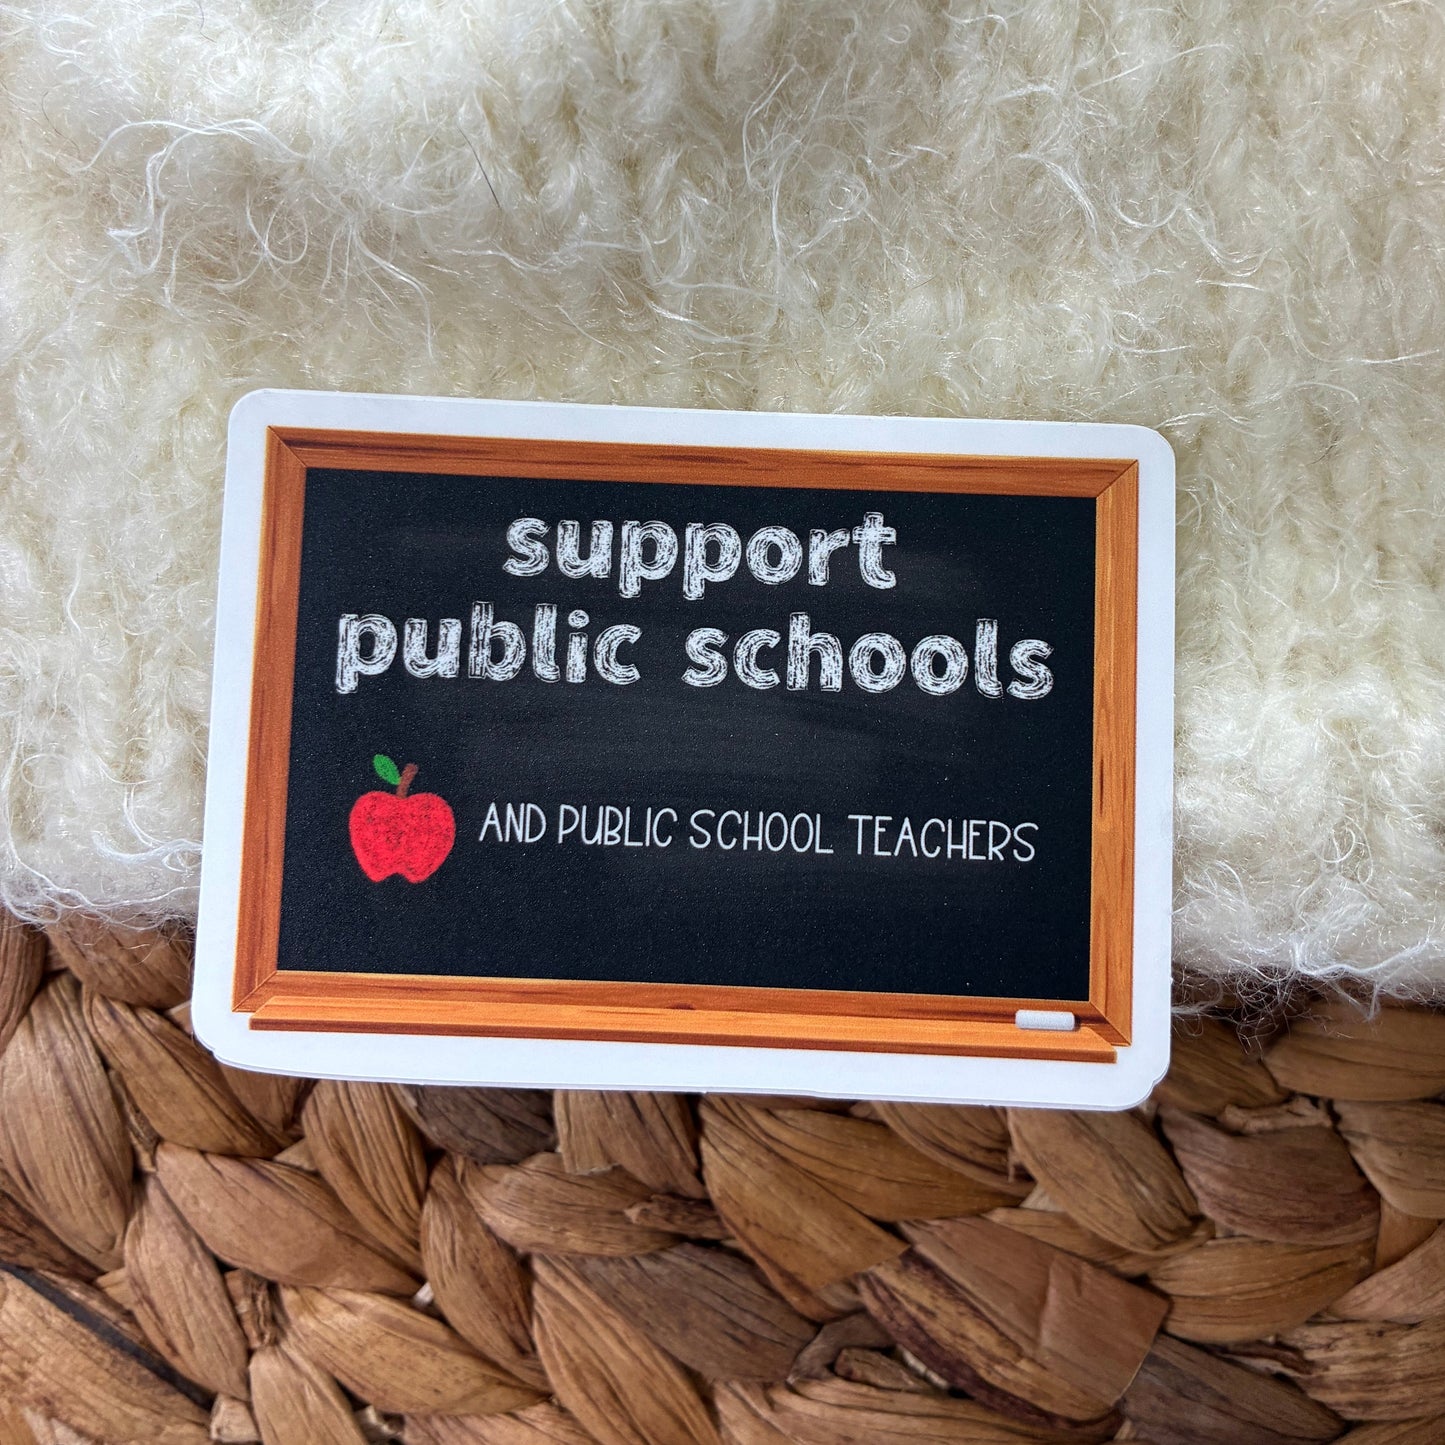 support
public schools
AND PUBLIC SCHOOL TEACHERS